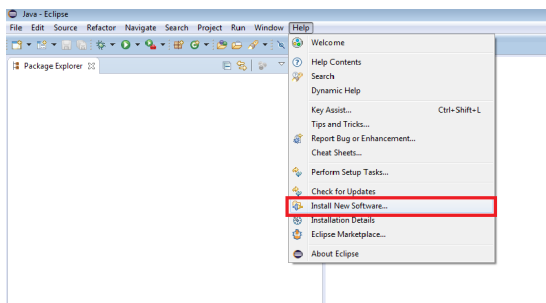 Java - Eclipse
File Edit Source Refactor Navigate Search Project Run Window Help
Package Explorer
Welcome
Help Contents
Search
Dynamic Help
Key Assist... Ctrl+Shift+L
Tips and Tricks...
Report Bug or Enhancement...
Cheat Sheets...
Perform Setup Tasks...
Check for Updates
Install New Software...
Installation Details
Eclipse Marketplace...
About Eclipse